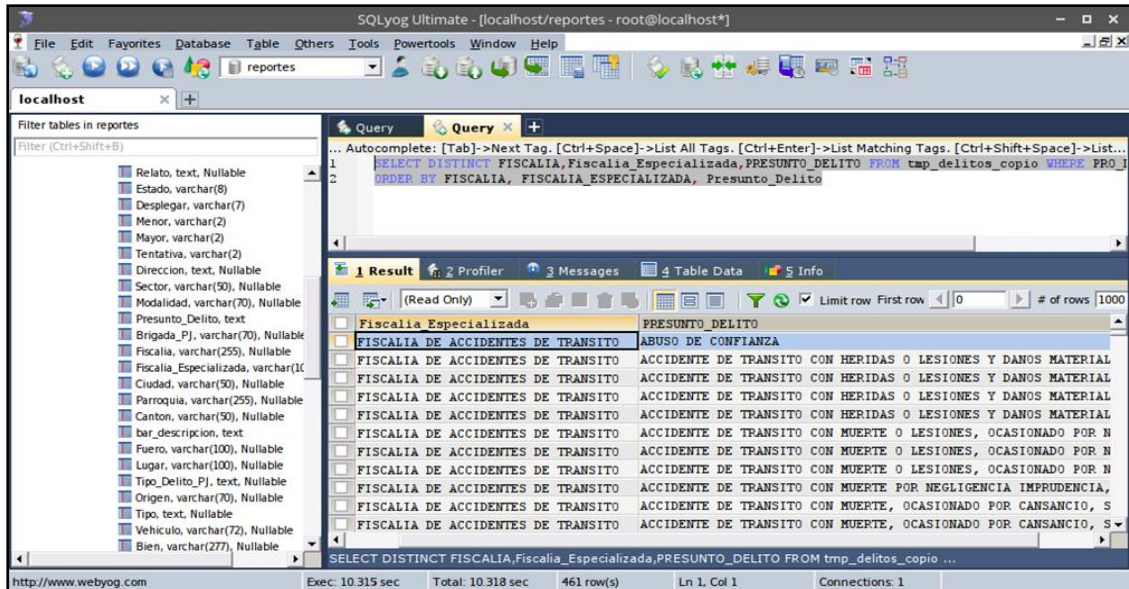 SQLyog Ultimate - [localhost/reportes - root@localhost*]
File Edit Favorites Database Table Others Tools Powertools Window Help
reportes
localhost
Filter tables in reportes
Filter (Ctrl+Shift+B)
Relato, text, Nullable
Estado, varchar(8)
Desplegar, varchar(7)
Menor, varchar(2)
Mayor, varchar(2)
Tentativa, varchar(2)
Direccion, text, Nullable
Sector, varchar(50), Nullable
Modalidad, varchar(70), Nullable
Presunto_Delito, text
Brigada_PJ, varchar(70), Nullable
Fiscalia, varchar(255), Nullable
Fiscalia_Especializada, varchar(10
Ciudad, varchar(50), Nullable
Parroquia, varchar(255), Nullable
Canton, varchar(50), Nullable
bar_descripcion, text
Fuero, varchar(100), Nullable
Lugar, varchar(100), Nullable
Tipo_Delito_PJ, text, Nullable
Origen, varchar(70), Nullable
Tipo, text, Nullable
Vehiculo, varchar(72), Nullable
Bien, varchar(277), Nullable
Query Query
... Autocomplete: [Tab]->Next Tag. [Ctrl+Space]->List All Tags. [Ctrl+Enter]->List Matching Tags. [Ctrl+Shift+Space]->List...
1 SELECT DISTINCT FISCALIA,Fiscalia_Especializada,PRESUNTO_DELITO FROM tmp_delitos_copio WHERE PRO_I
2 ORDER BY FISCALIA, FISCALIA_ESPECIALIZADA, Presunto_Delito
1 Result 2 Profiler 3 Messages 4 Table Data 5 Info
(Read Only) Limit row First row 0 # of rows 1000
Fiscalia_Especializada PRESUNTO_DELITO
FISCALIA DE ACCIDENTES DE TRANSITO ABUSO DE CONFIANZA
FISCALIA DE ACCIDENTES DE TRANSITO ACCIDENTE DE TRANSITO CON HERIDAS O LESIONES Y DANOS MATERIAL
FISCALIA DE ACCIDENTES DE TRANSITO ACCIDENTE DE TRANSITO CON HERIDAS O LESIONES Y DANOS MATERIAL
FISCALIA DE ACCIDENTES DE TRANSITO ACCIDENTE DE TRANSITO CON HERIDAS O LESIONES Y DANOS MATERIAL
FISCALIA DE ACCIDENTES DE TRANSITO ACCIDENTE DE TRANSITO CON HERIDAS O LESIONES Y DANOS MATERIAL
FISCALIA DE ACCIDENTES DE TRANSITO ACCIDENTE DE TRANSITO CON MUERTE O LESIONES, OCASIONADO POR N
FISCALIA DE ACCIDENTES DE TRANSITO ACCIDENTE DE TRANSITO CON MUERTE O LESIONES, OCASIONADO POR N
FISCALIA DE ACCIDENTES DE TRANSITO ACCIDENTE DE TRANSITO CON MUERTE O LESIONES, OCASIONADO POR N
FISCALIA DE ACCIDENTES DE TRANSITO ACCIDENTE DE TRANSITO CON MUERTE POR NEGLIGENCIA IMPRUDENCIA,
FISCALIA DE ACCIDENTES DE TRANSITO ACCIDENTE DE TRANSITO CON MUERTE, OCASIONADO POR CANSANCIO, S
FISCALIA DE ACCIDENTES DE TRANSITO ACCIDENTE DE TRANSITO CON MUERTE, OCASIONADO POR CANSANCIO, S
SELECT DISTINCT FISCALIA,Fiscalia_Especializada,PRESUNTO_DELITO FROM tmp_delitos_copio ...
http://www.webyog.com Exec: 10.315 sec Total: 10.318 sec 461 row(s) Ln 1, Col 1 Connections: 1